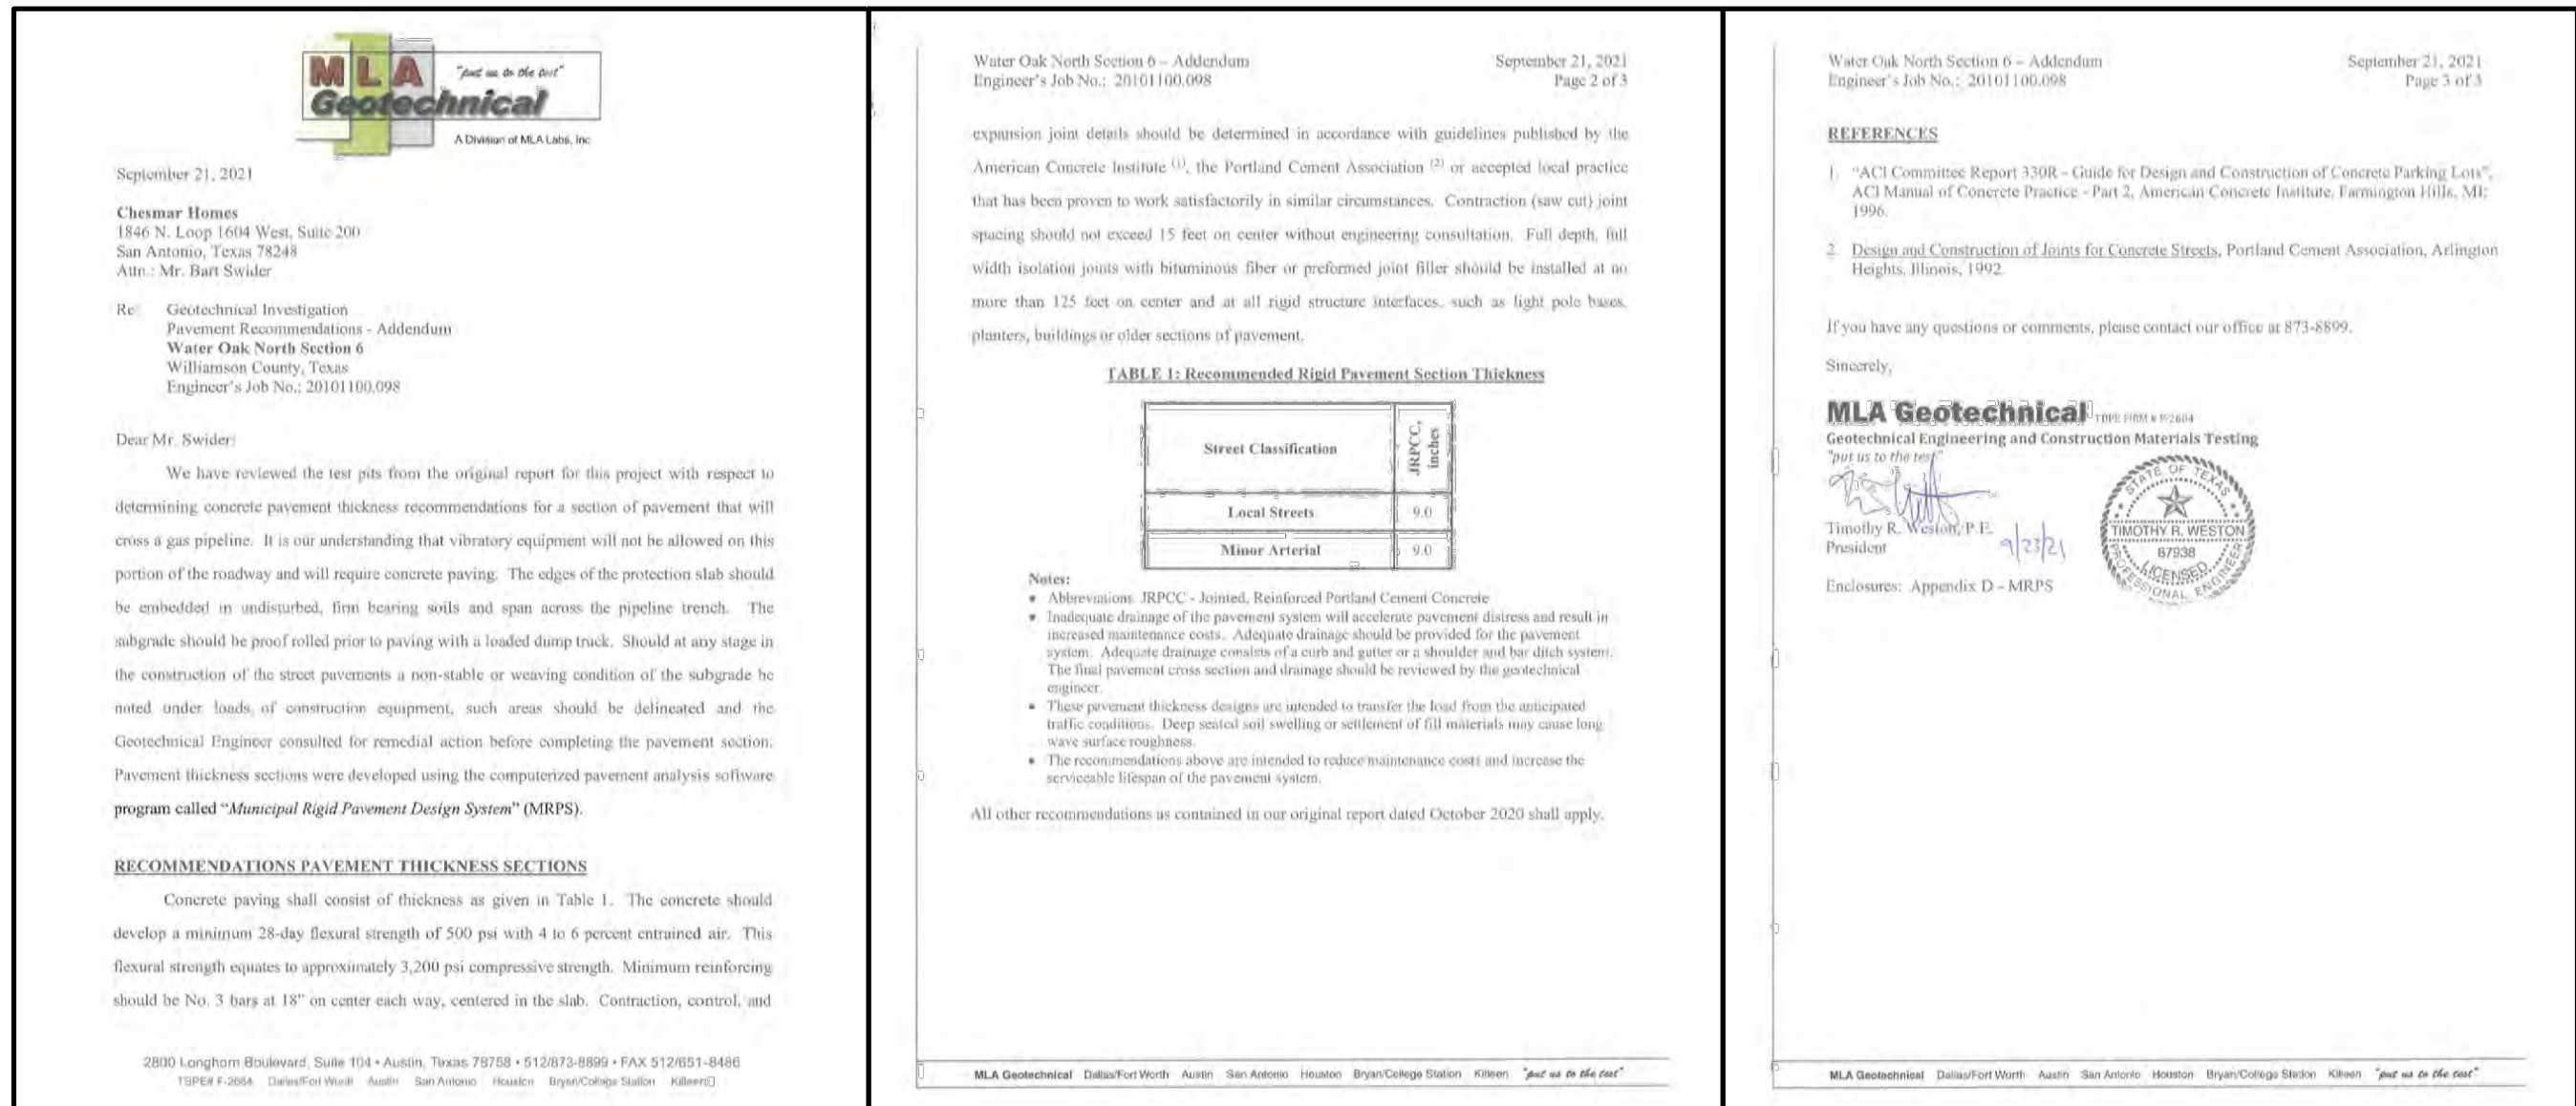 MLA
"put us to the test"
Geotechnical
A Division of MLA Labs, Inc
September 21, 2021
Chesmar Homes
1846 N. Loop 1604 West, Suite 200
San Antonio, Texas 78248
Attn.: Mr. Bart Swider
Re: Geotechnical Investigation
Pavement Recommendations - Addendum
Water Oak North Section 6
Williamson County, Texas
Engineer's Job No.: 20101100.098
Dear Mr. Swider:
We have reviewed the test pits from the original report for this project with respect to
determining concrete pavement thickness recommendations for a section of pavement that will
cross a gas pipeline. It is our understanding that vibratory equipment will not be allowed on this
portion of the roadway and will require concrete paving. The edges of the protection slab should
be embedded in undisturbed, firm bearing soils and span across the pipeline trench. The
subgrade should be proof rolled prior to paving with a loaded dump truck. Should at any stage in
the construction of the street pavements a non-stable or weaving condition of the subgrade be
noted under loads of construction equipment, such areas should be delineated and the
Geotechnical Engineer consulted for remedial action before completing the pavement section.
Pavement thickness sections were developed using the computerized pavement analysis software
program called "Municipal Rigid Pavement Design System" (MRPS).
RECOMMENDATIONS PAVEMENT THICKNESS SECTIONS
Concrete paving shall consist of thickness as given in Table 1. The concrete should
develop a minimum 28-day flexural strength of 500 psi with 4 to 6 percent entrained air. This
flexural strength equates to approximately 3,200 psi compressive strength. Minimum reinforcing
should be No. 3 bars at 18" on center each way, centered in the slab. Contraction, control, and
2800 Longhorn Boulevard, Suite 104 • Austin, Texas 78758 • 512/873-8899 • FAX 512/651-8486
TBPE# F-2684 Dallas/Fort Worth Austin San Antonio Houston Bryan/College Station Killeen
Water Oak North Section 6 – Addendum September 21, 2021
Engineer's Job No.: 20101100.098 Page 2 of 3
expansion joint details should be determined in accordance with guidelines published by the
American Concrete Institute (1), the Portland Cement Association (2) or accepted local practice
that has been proven to work satisfactorily in similar circumstances. Contraction (saw cut) joint
spacing should not exceed 15 feet on center without engineering consultation. Full depth, full
width isolation joints with bituminous fiber or preformed joint filler should be installed at no
more than 125 feet on center and at all rigid structure interfaces, such as light pole bases,
planters, buildings or older sections of pavement.
TABLE 1: Recommended Rigid Pavement Section Thickness
Street Classification JRPCC, inches
Local Streets 9.0
Minor Arterial 9.0
Notes:
• Abbreviations JRPCC - Jointed, Reinforced Portland Cement Concrete
• Inadequate drainage of the pavement system will accelerate pavement distress and result in
increased maintenance costs. Adequate drainage should be provided for the pavement
system. Adequate drainage consists of a curb and gutter or a shoulder and bar ditch system.
The final pavement cross section and drainage should be reviewed by the geotechnical
engineer.
• These pavement thickness designs are intended to transfer the load from the anticipated
traffic conditions. Deep seated soil swelling or settlement of fill materials may cause long
wave surface roughness.
• The recommendations above are intended to reduce maintenance costs and increase the
serviceable lifespan of the pavement system.
All other recommendations as contained in our original report dated October 2020 shall apply.
MLA Geotechnical Dallas/Fort Worth Austin San Antonio Houston Bryan/College Station Killeen "put us to the test"
Water Oak North Section 6 – Addendum September 21, 2021
Engineer's Job No.: 20101100.098 Page 3 of 3
REFERENCES
1. "ACI Committee Report 330R – Guide for Design and Construction of Concrete Parking Lots",
ACI Manual of Concrete Practice - Part 2, American Concrete Institute, Farmington Hills, MI;
1996.
2. Design and Construction of Joints for Concrete Streets, Portland Cement Association, Arlington
Heights, Illinois, 1992.
If you have any questions or comments, please contact our office at 873-8899.
Sincerely,
MLA Geotechnical TBPE FIRM # F-2684
Geotechnical Engineering and Construction Materials Testing
"put us to the test"
Timothy R. Weston, P.E.
President
9/23/21
STATE OF TEXAS
TIMOTHY R. WESTON
87938
LICENSED
PROFESSIONAL ENGINEER
Enclosures: Appendix D – MRPS
MLA Geotechnical Dallas/Fort Worth Austin San Antonio Houston Bryan/College Station Killeen "put us to the test"